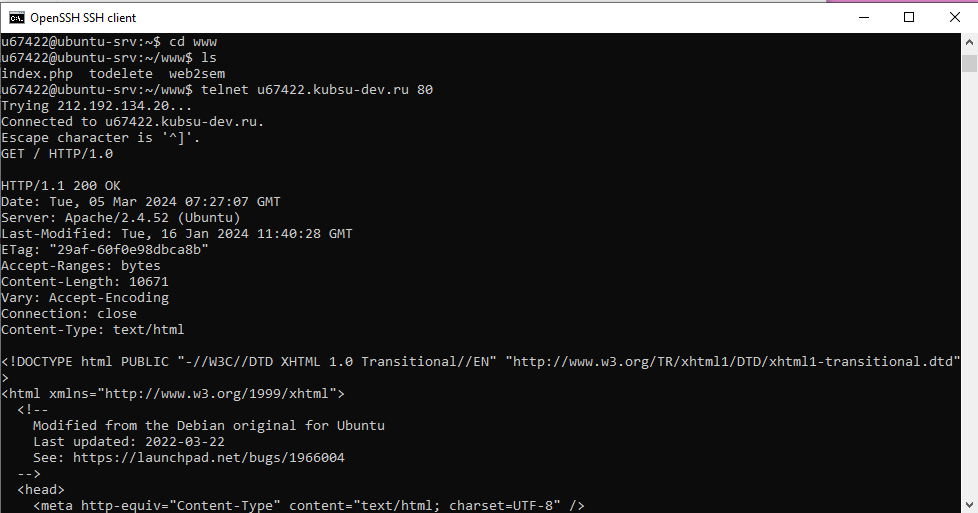 OpenSSH SSH client
u67422@ubuntu-srv:~$ cd www
u67422@ubuntu-srv:~/www$ ls
index.php  todelete  web2sem
u67422@ubuntu-srv:~/www$ telnet u67422.kubsu-dev.ru 80
Trying 212.192.134.20...
Connected to u67422.kubsu-dev.ru.
Escape character is '^]'.
GET / HTTP/1.0

HTTP/1.1 200 OK
Date: Tue, 05 Mar 2024 07:27:07 GMT
Server: Apache/2.4.52 (Ubuntu)
Last-Modified: Tue, 16 Jan 2024 11:40:28 GMT
ETag: "29af-60f0e98dbca8b"
Accept-Ranges: bytes
Content-Length: 10671
Vary: Accept-Encoding
Connection: close
Content-Type: text/html

<!DOCTYPE html PUBLIC "-//W3C//DTD XHTML 1.0 Transitional//EN" "http://www.w3.org/TR/xhtml1/DTD/xhtml1-transitional.dtd"
>
<html xmlns="http://www.w3.org/1999/xhtml">
  <!--
    Modified from the Debian original for Ubuntu
    Last updated: 2022-03-22
    See: https://launchpad.net/bugs/1966004
  -->
  <head>
    <meta http-equiv="Content-Type" content="text/html; charset=UTF-8" />